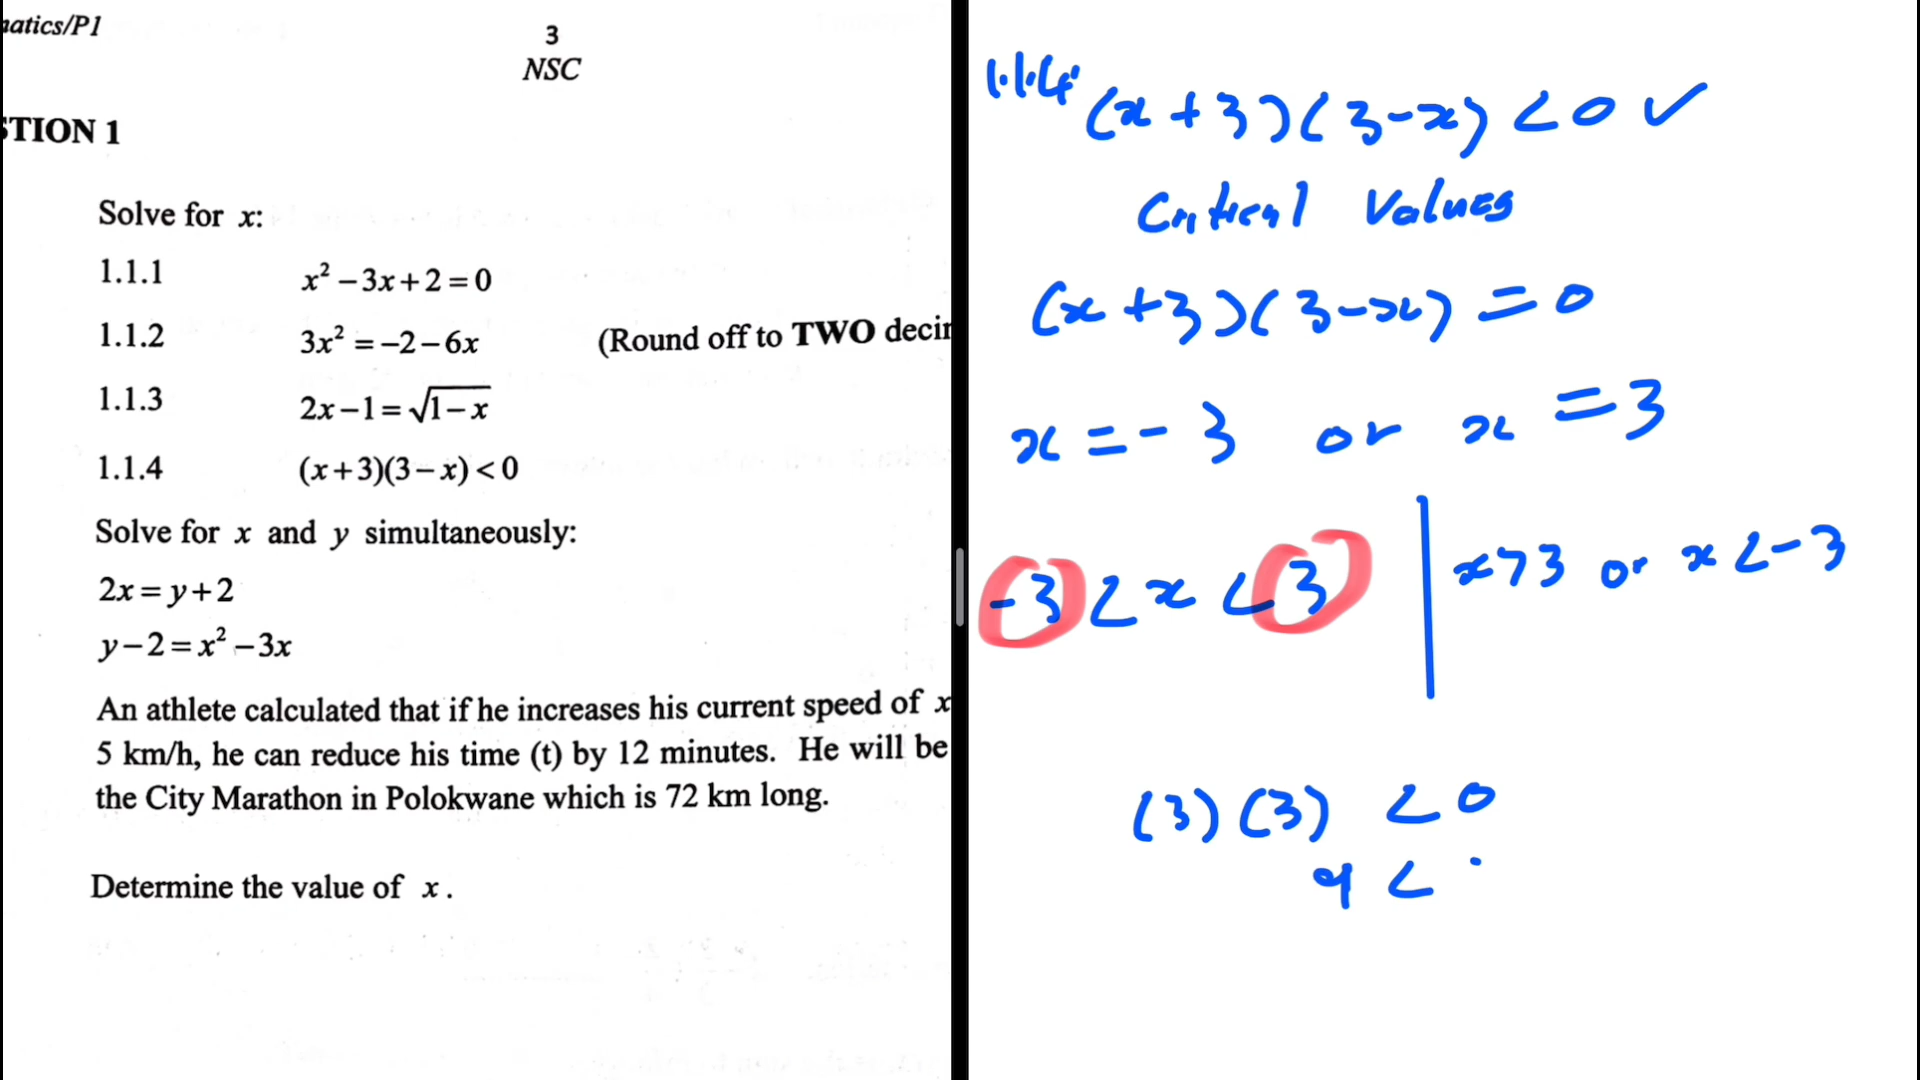 natics/P1
3
NSC
STION 1
Solve for x:
1.1.1 x² − 3x + 2 = 0
1.1.2 3x² = −2 − 6x (Round off to TWO decin
1.1.3 2x − 1 = √(1 − x)
1.1.4 (x + 3)(3 − x) < 0
Solve for x and y simultaneously:
2x = y + 2
y − 2 = x² − 3x
An athlete calculated that if he increases his current speed of x
5 km/h, he can reduce his time (t) by 12 minutes. He will be
the City Marathon in Polokwane which is 72 km long.
Determine the value of x.
1.1.4 (x + 3)(3 − x) < 0 ✓
Critical Values
(x + 3)(3 − x) = 0
x = −3 or x = 3
−3 < x < 3 | x > 3 or x < −3
(3)(3) < 0
9 <